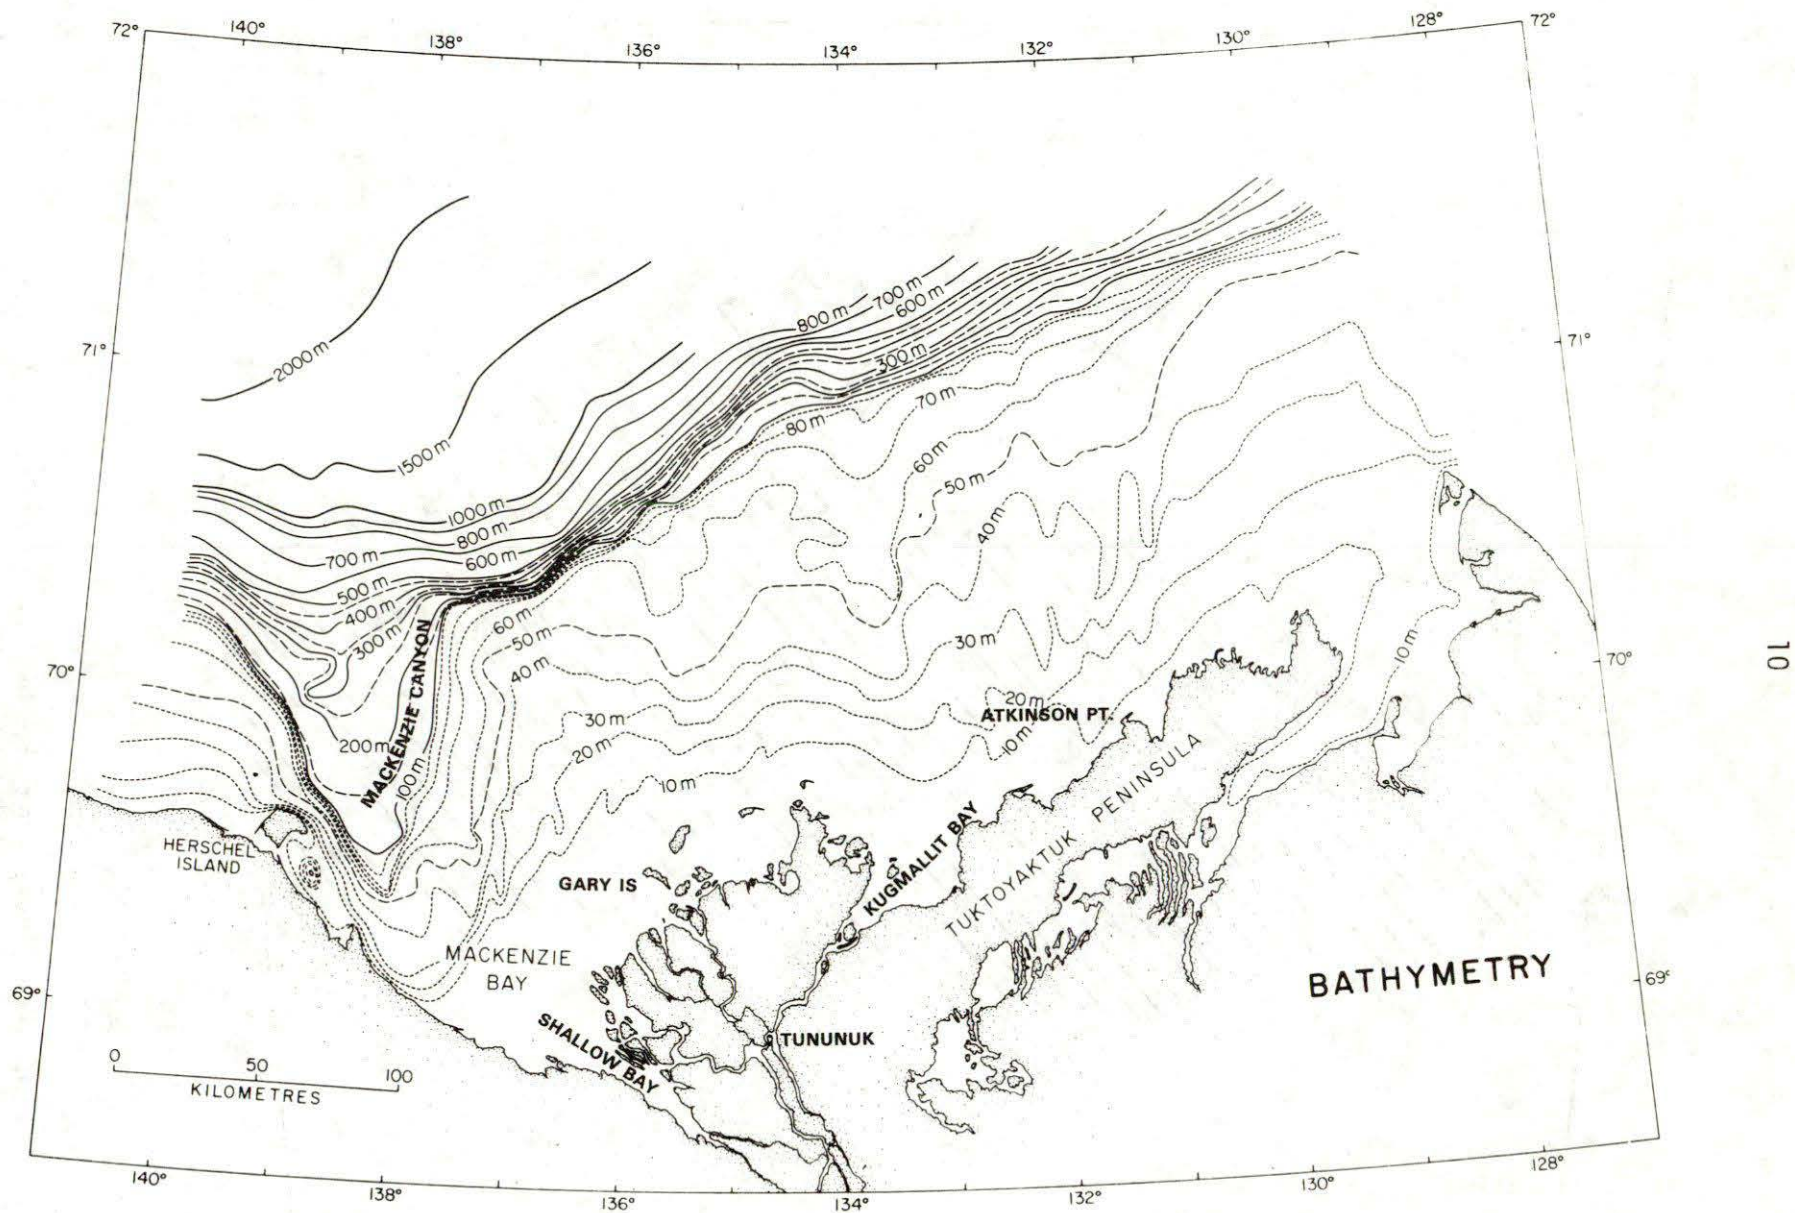 72°
140°
138°
136°
134°
132°
130°
128°
72°
71°
2000 m
1500 m
1000 m
800 m
700 m
800 m
600 m
500 m
400 m
300 m
800 m
700 m
600 m
300 m
80 m
70 m
60 m
50 m
40 m
30 m
20 m
10 m
71°
70°
60 m
50 m
40 m
30 m
20 m
10 m
200 m
100 m
MACKENZIE CANYON
ATKINSON PT.
10 m
70°
10
HERSCHEL
ISLAND
GARY IS
KUGMALLIT BAY
TUKTOYAKTUK PENINSULA
MACKENZIE
BAY
SHALLOW BAY
TUNUNUK
BATHYMETRY
69°
69°
0 50 100
KILOMETRES
140°
138°
136°
134°
132°
130°
128°